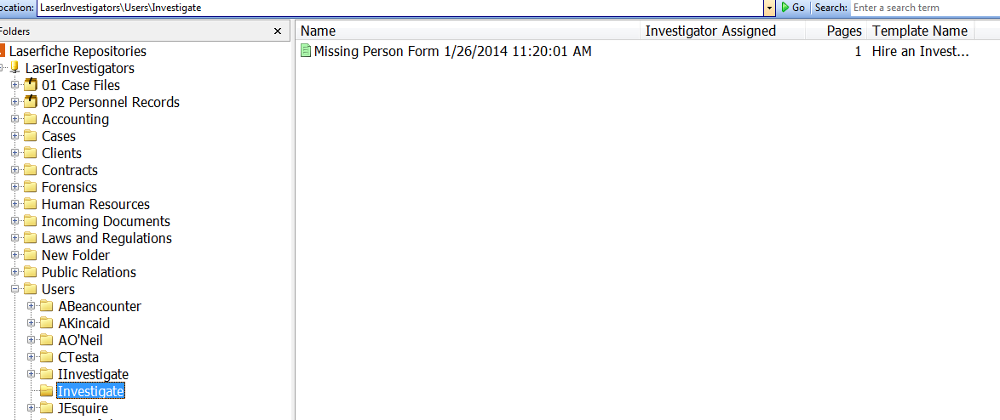 ocation: LaserInvestigators\Users\Investigate Go Search: Enter a search term
Folders x
Name Investigator Assigned Pages Template Name
Laserfiche Repositories
Missing Person Form 1/26/2014 11:20:01 AM 1 Hire an Invest...
LaserInvestigators
01 Case Files
0P2 Personnel Records
Accounting
Cases
Clients
Contracts
Forensics
Human Resources
Incoming Documents
Laws and Regulations
New Folder
Public Relations
Users
ABeancounter
AKincaid
AO'Neil
CTesta
IInvestigate
Investigate
JEsquire